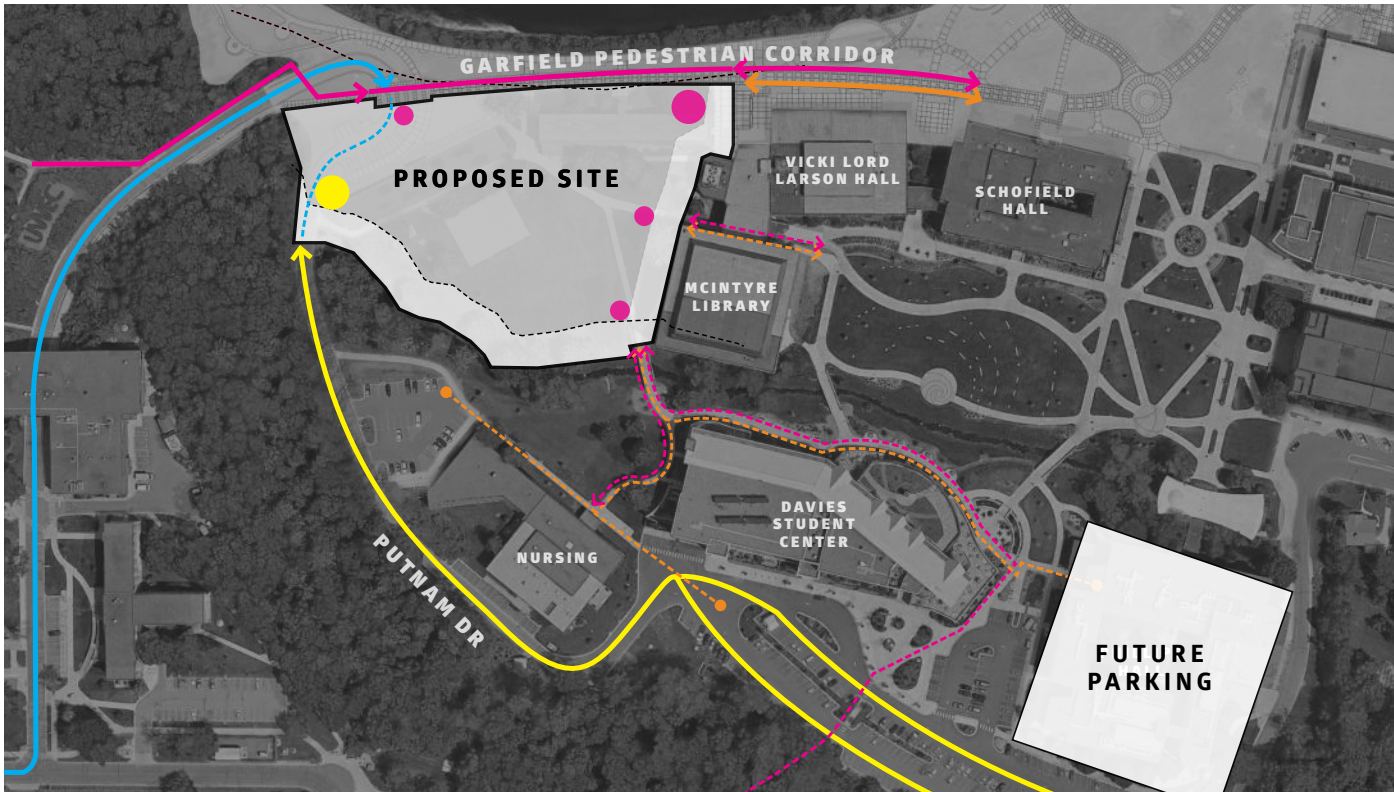 GARFIELD PEDESTRIAN CORRIDOR
PROPOSED SITE
VICKI LORD
LARSON HALL
SCHOFIELD
HALL
MCINTYRE
LIBRARY
DAVIES
STUDENT
CENTER
NURSING
PUTNAM DR
FUTURE
PARKING